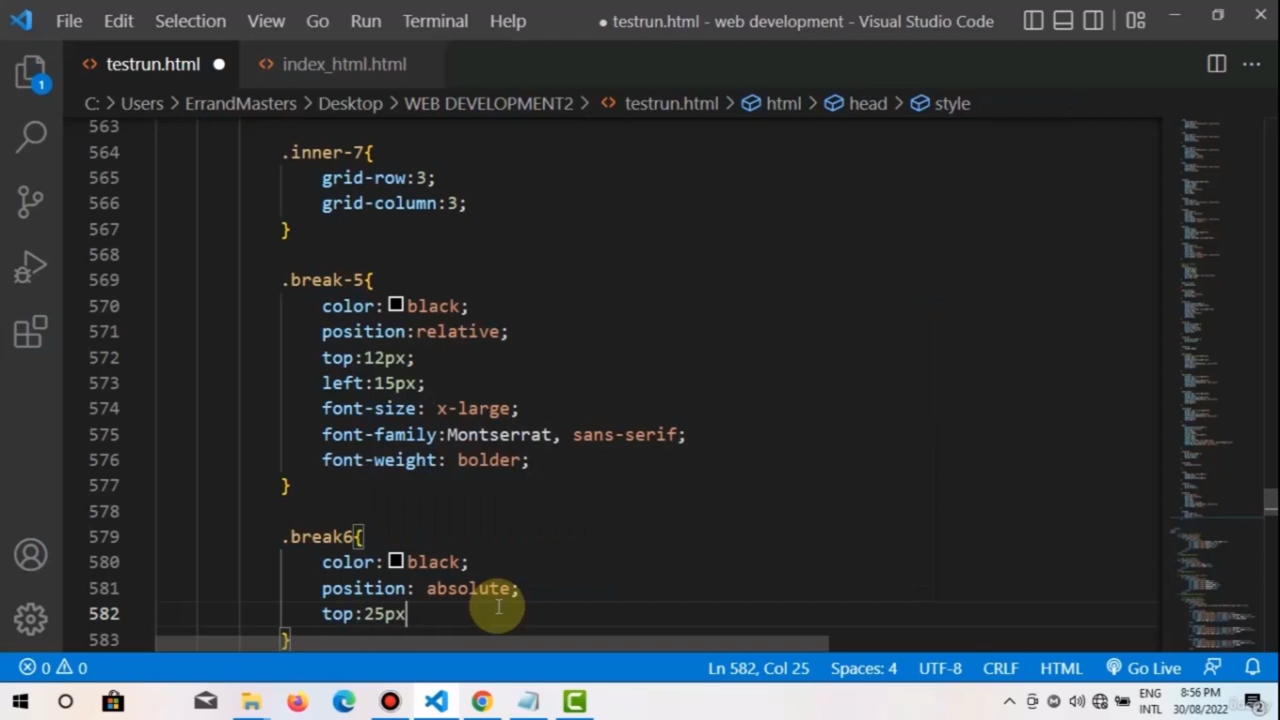 File Edit Selection View Go Run Terminal Help ● testrun.html - web development - Visual Studio Code
testrun.html index_html.html
C: > Users > ErrandMasters > Desktop > WEB DEVELOPMENT2 > testrun.html > html > head > style
563
564 .inner-7{
565 grid-row:3;
566 grid-column:3;
567 }
568
569 .break-5{
570 color:black;
571 position:relative;
572 top:12px;
573 left:15px;
574 font-size: x-large;
575 font-family:Montserrat, sans-serif;
576 font-weight: bolder;
577 }
578
579 .break6{
580 color:black;
581 position: absolute;
582 top:25px
583 }
1
0 0 Ln 582, Col 25 Spaces: 4 UTF-8 CRLF HTML Go Live
ENG 8:56 PM
INTL 30/08/2022 2